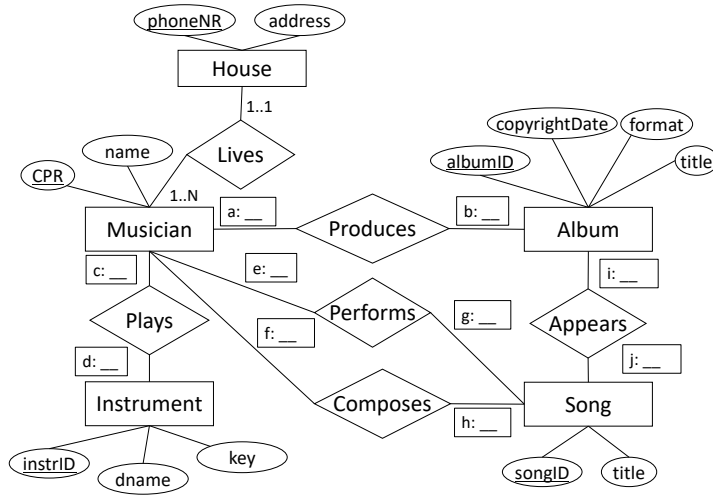 phoneNR address
House
1..1
copyrightDate format
name
Lives
albumID
title
CPR
1..N
a: __
b: __
Musician
Produces
Album
c: __
e: __
i: __
Plays
f: __
Performs
g: __
Appears
d: __
j: __
Instrument
Composes
h: __
Song
instrID
key
dname
songID
title